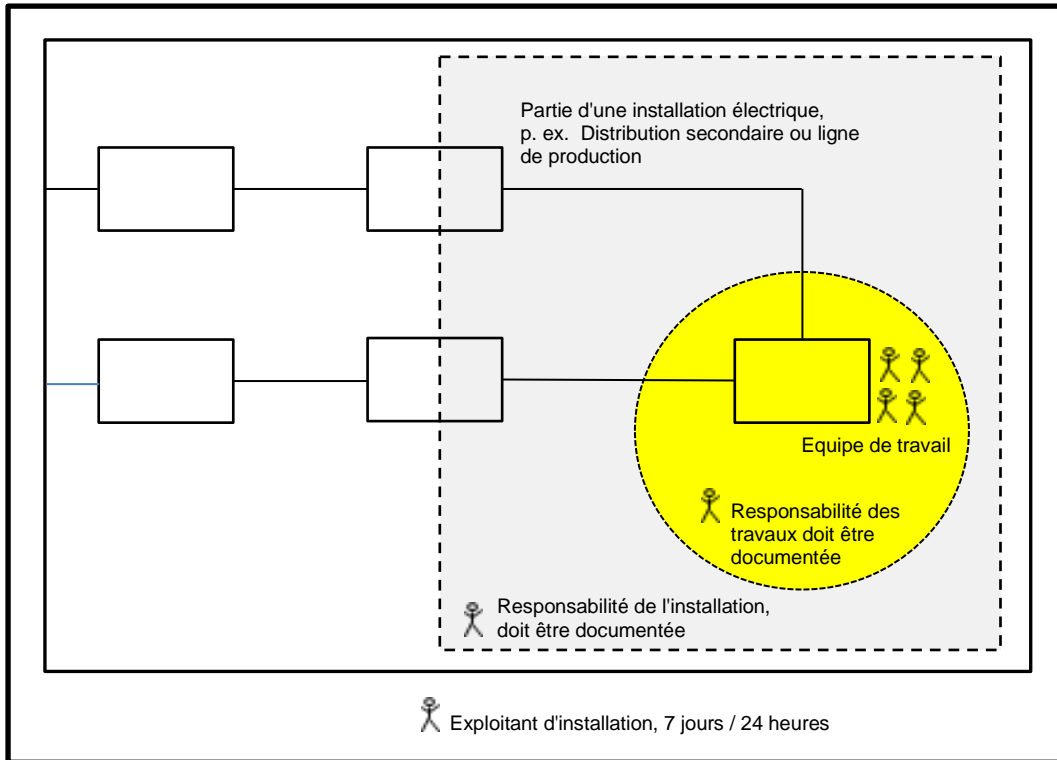 Partie d'une installation électrique,
p. ex.  Distribution secondaire ou ligne
de production
Equipe de travail
Responsabilité des
travaux doit être
documentée
Responsabilité de l'installation,
doit être documentée
Exploitant d'installation, 7 jours / 24 heures